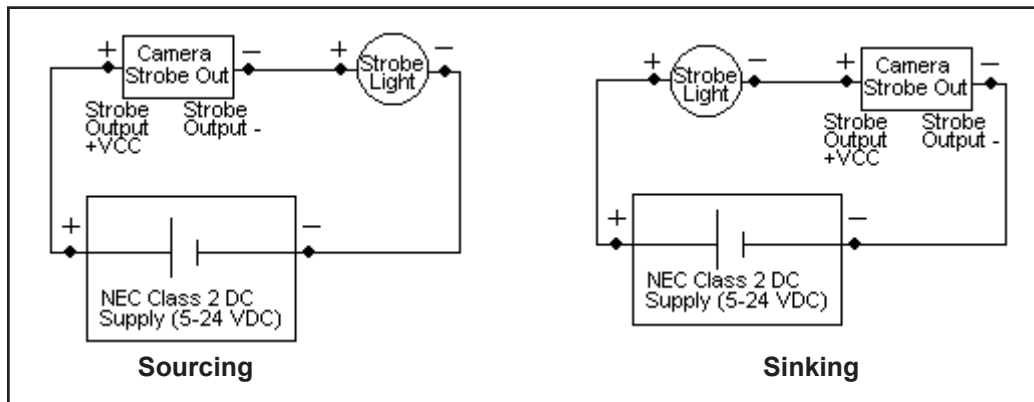 +
Camera
Strobe Out
−
+
Strobe
Light
−
Strobe
Output
+VCC
Strobe
Output -
+
−
NEC Class 2 DC
Supply (5-24 VDC)
Sourcing
+
Strobe
Light
−
+
Camera
Strobe Out
−
Strobe
Output
+VCC
Strobe
Output -
+
−
NEC Class 2 DC
Supply (5-24 VDC)
Sinking